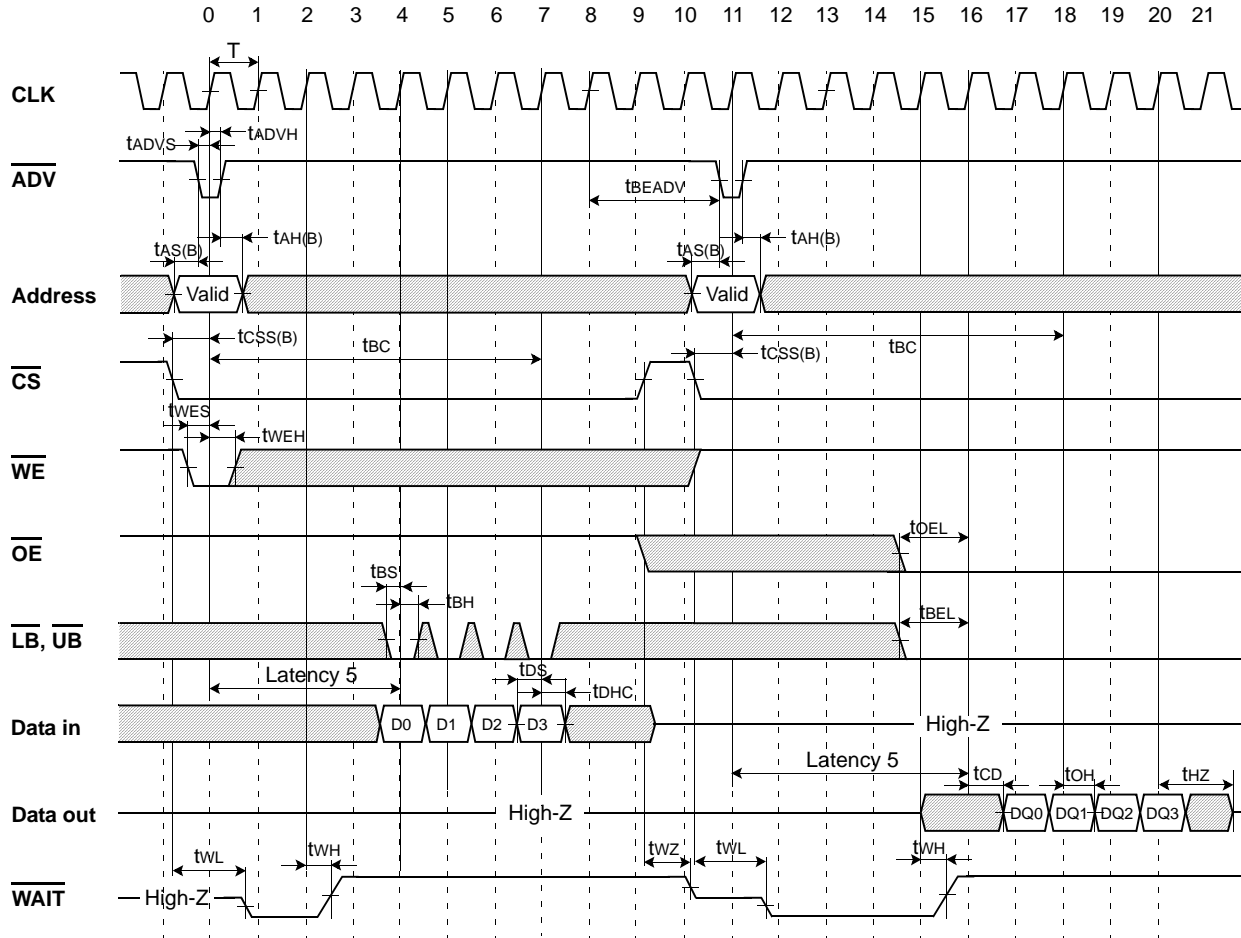 0 1 2 3 4 5 6 7 8 9 10 11 12 13 14 15 16 17 18 19 20 21
T
CLK
tADVS tADVH
ADV
tBEADV
tAS(B) tAH(B) tAS(B) tAH(B)
Address Valid Valid
tCSS(B) tBC tCSS(B) tBC
CS
tWES
tWEH
WE
tOEL
OE
tBS
tBH tBEL
LB, UB
Latency 5 tDS
tDHC
Data in D0 D1 D2 D3 High-Z
Latency 5 tCD tOH tHZ
Data out High-Z DQ0 DQ1 DQ2 DQ3
tWL tWH tWZ tWL tWH
WAIT High-Z